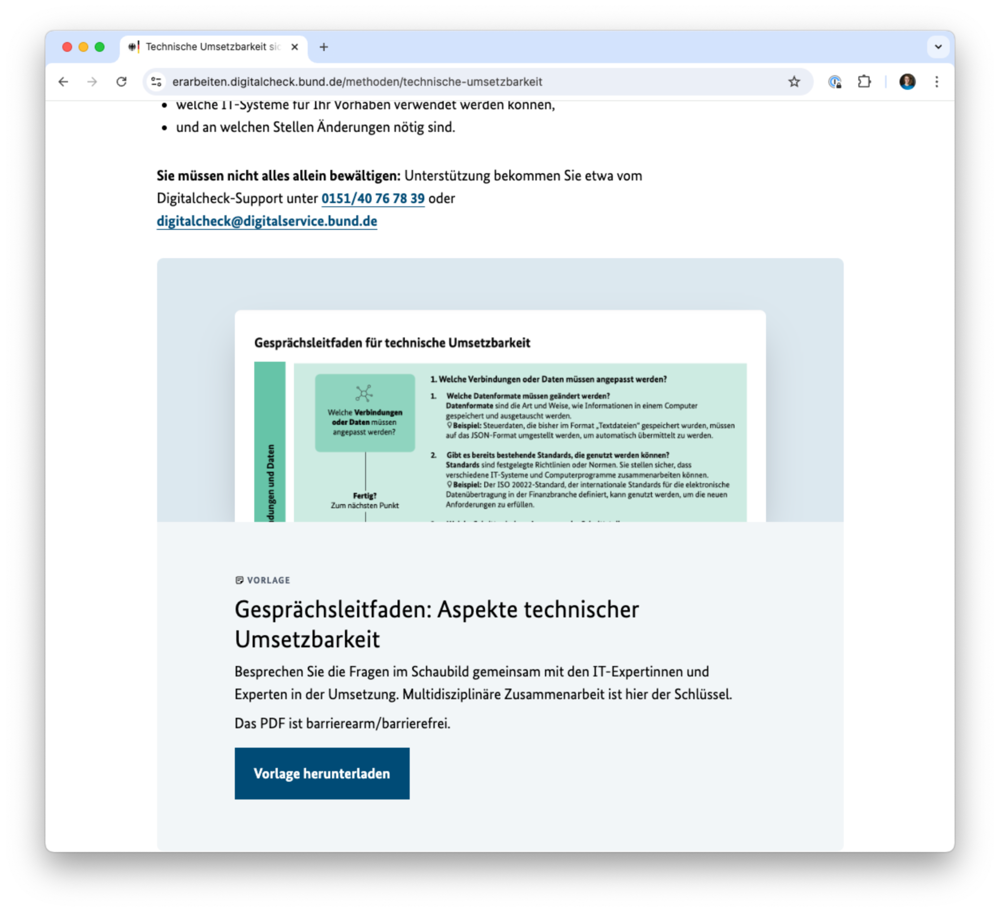 Technische Umsetzbarkeit sic
erarbeiten.digitalcheck.bund.de/methoden/technische-umsetzbarkeit
welche IT-Systeme für Ihr Vorhaben verwendet werden können,
und an welchen Stellen Änderungen nötig sind.
Sie müssen nicht alles allein bewältigen: Unterstützung bekommen Sie etwa vom
Digitalcheck-Support unter 0151/40 76 78 39 oder
digitalcheck@digitalservice.bund.de
Gesprächsleitfaden für technische Umsetzbarkeit
dungen und Daten
Welche Verbindungen
oder Daten müssen
angepasst werden?
Fertig?
Zum nächsten Punkt
1. Welche Verbindungen oder Daten müssen angepasst werden?
1. Welche Datenformate müssen geändert werden?
Datenformate sind die Art und Weise, wie Informationen in einem Computer
gespeichert und ausgetauscht werden.
Beispiel: Steuerdaten, die bisher im Format „Textdateien“ gespeichert wurden, müssen
auf das JSON-Format umgestellt werden, um automatisch übermittelt zu werden.
2. Gibt es bereits bestehende Standards, die genutzt werden können?
Standards sind festgelegte Richtlinien oder Normen. Sie stellen sicher, dass
verschiedene IT-Systeme und Computerprogramme zusammenarbeiten können.
Beispiel: Der ISO 20022-Standard, der internationale Standards für die elektronische
Datenübertragung in der Finanzbranche definiert, kann genutzt werden, um die neuen
Anforderungen zu erfüllen.
VORLAGE
Gesprächsleitfaden: Aspekte technischer
Umsetzbarkeit
Besprechen Sie die Fragen im Schaubild gemeinsam mit den IT-Expertinnen und
Experten in der Umsetzung. Multidisziplinäre Zusammenarbeit ist hier der Schlüssel.
Das PDF ist barrierearm/barrierefrei.
Vorlage herunterladen